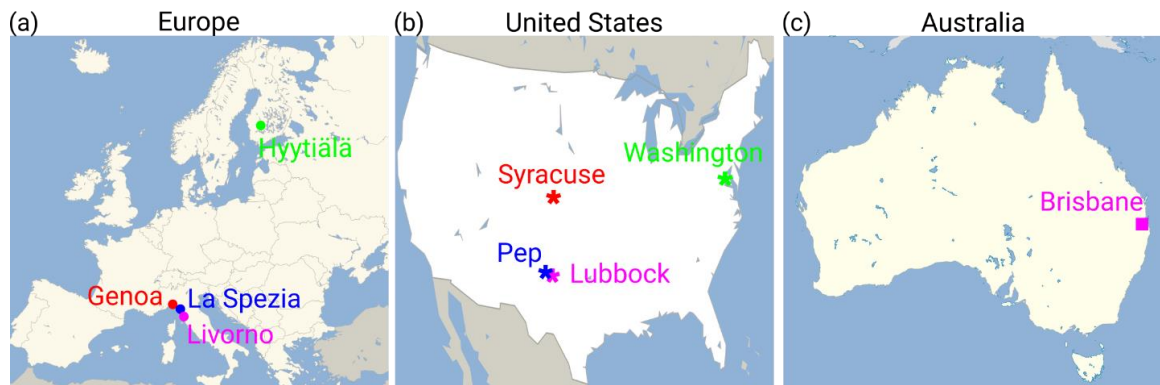 (a) Europe
Hyytiälä
Genoa
La Spezia
Livorno
(b) United States
Washington
Syracuse
Pep
Lubbock
(c) Australia
Brisbane